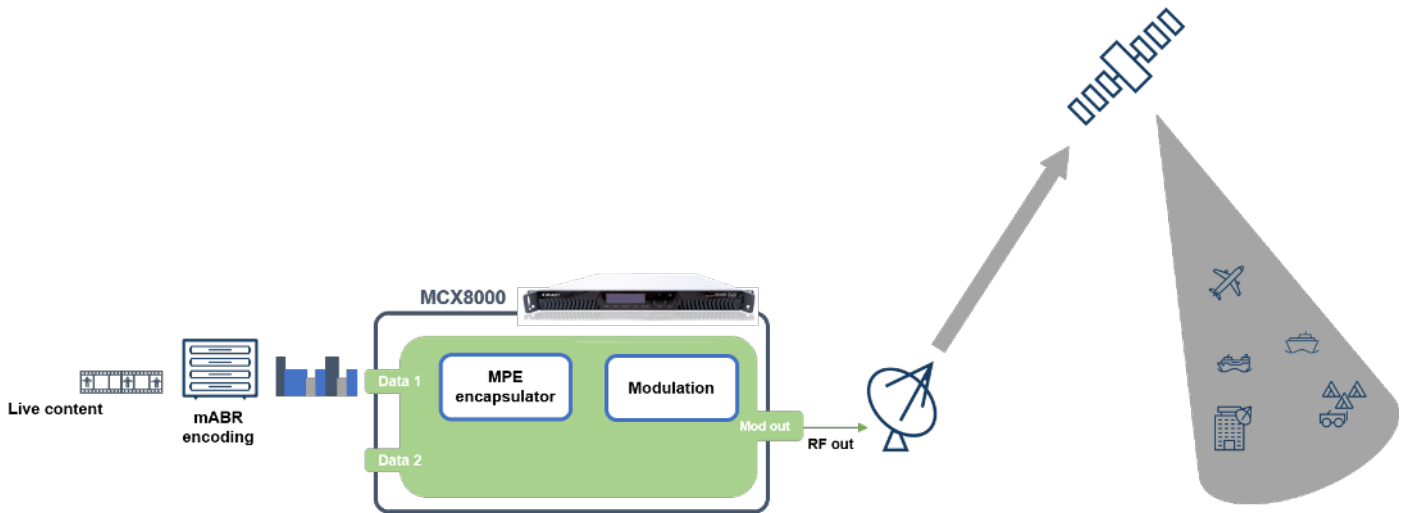 MCX8000
Live content
mABR
encoding
Data 1
Data 2
MPE
encapsulator
Modulation
Mod out
RF out